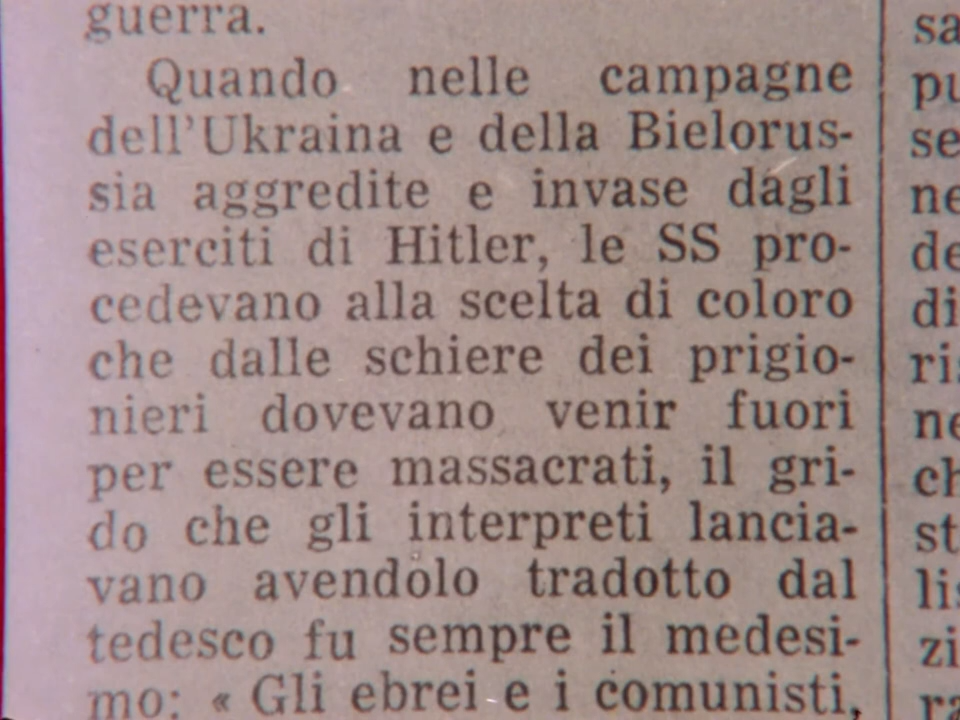 guerra.
Quando nelle campagne
dell'Ukraina e della Bielorus-
sia aggredite e invase dagli
eserciti di Hitler, le SS pro-
cedevano alla scelta di coloro
che dalle schiere dei prigio-
nieri dovevano venir fuori
per essere massacrati, il gri-
do che gli interpreti lancia-
vano avendolo tradotto dal
tedesco fu sempre il medesi-
mo: « Gli ebrei e i comunisti,
sa
pu
se
ne
de
di
ris
ne
ch
st
lis
zi
ra